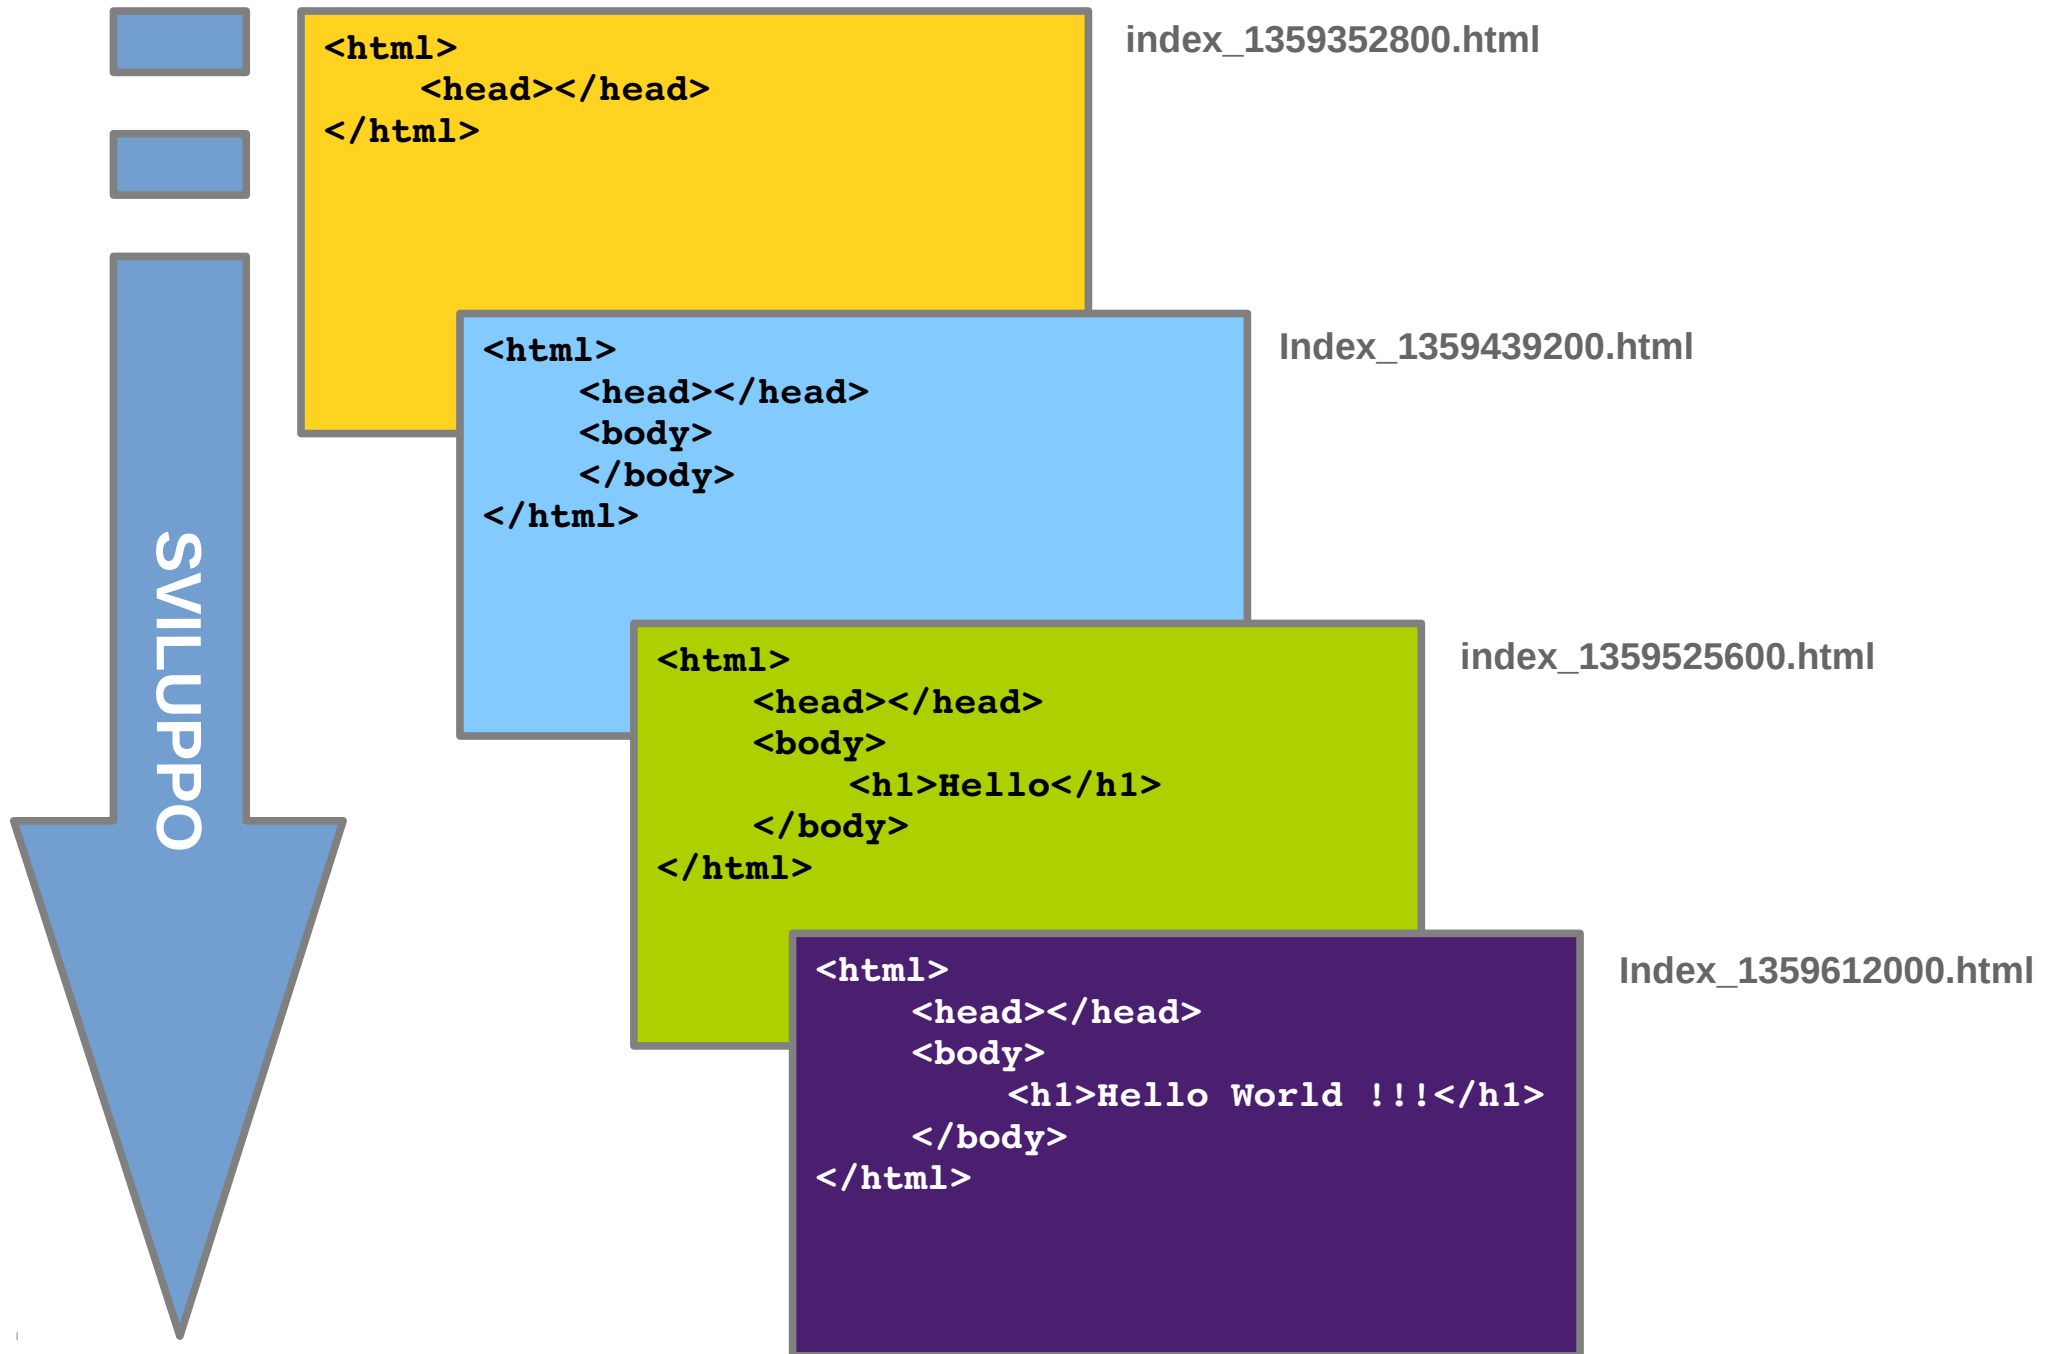 index_1359352800.html
<html>
<head></head>
</html>
Index_1359439200.html
<html>
<head></head>
<body>
</body>
</html>
SVILUPPO
index_1359525600.html
<html>
<head></head>
<body>
<h1>Hello</h1>
</body>
</html>
Index_1359612000.html
<html>
<head></head>
<body>
<h1>Hello World !!!</h1>
</body>
</html>